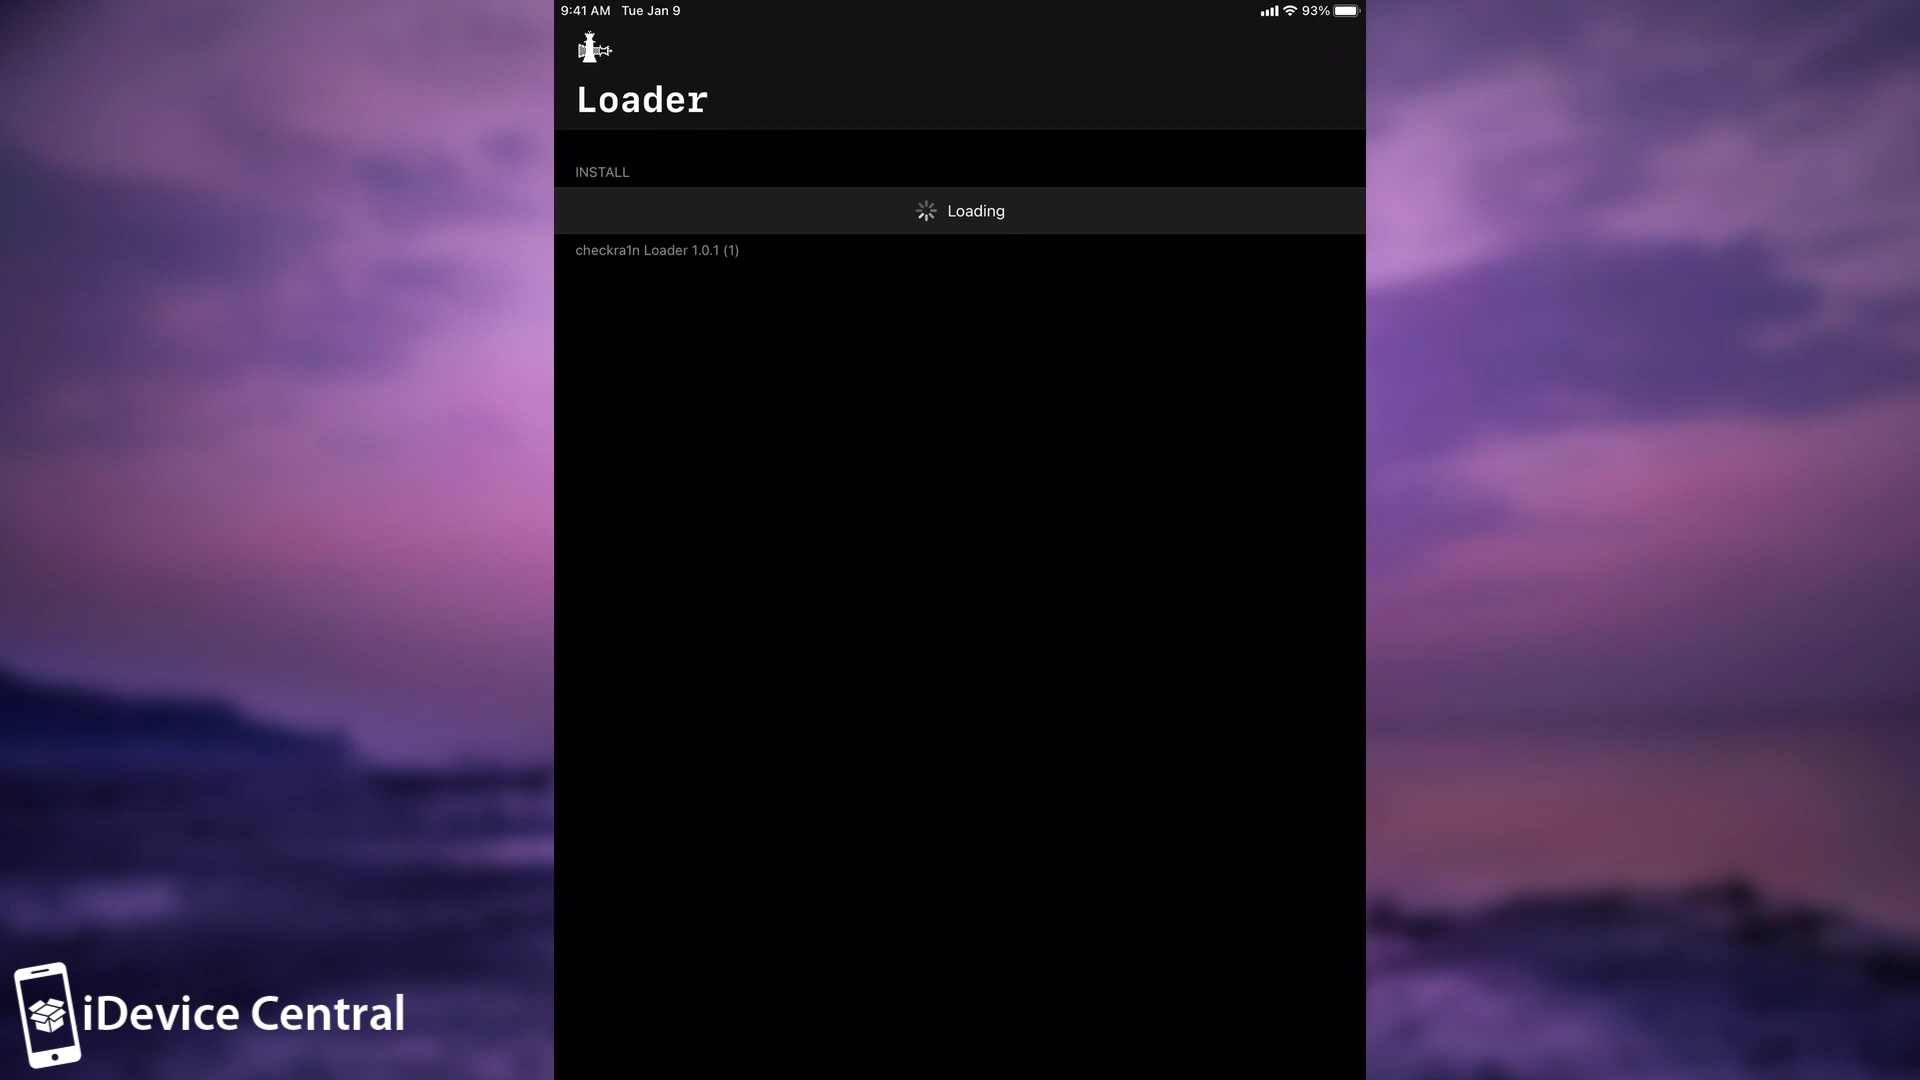 9:41 AM Tue Jan 9 93%
Loader
INSTALL
Loading
checkra1n Loader 1.0.1 (1)
iDevice Central